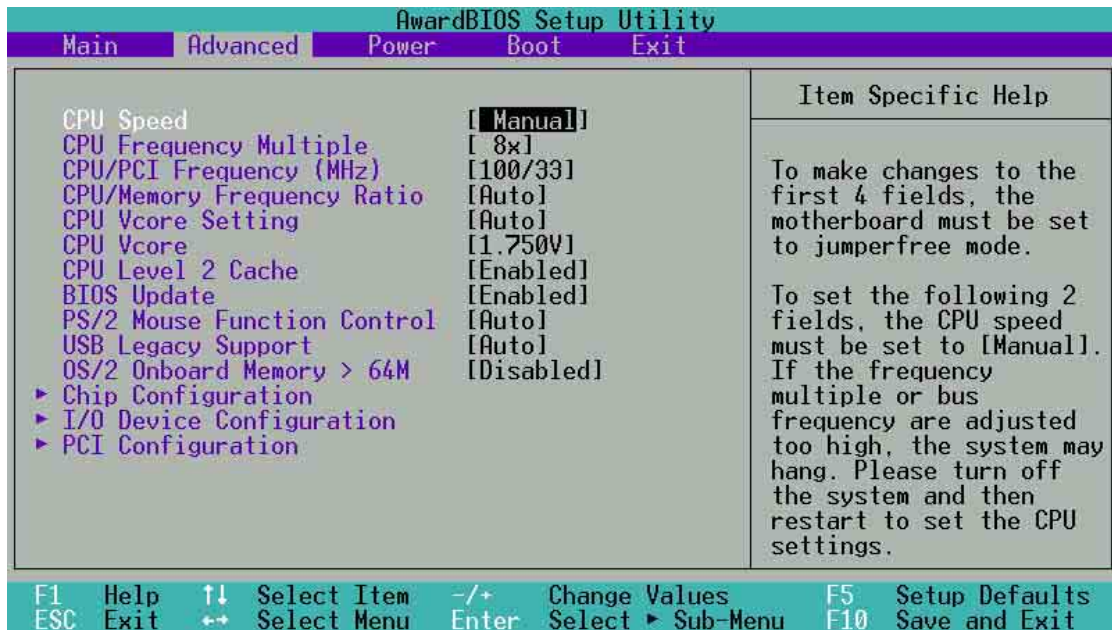 AwardBIOS Setup Utility
Main Advanced Power Boot Exit
CPU Speed [ Manual]
CPU Frequency Multiple [ 8x]
CPU/PCI Frequency (MHz) [100/33]
CPU/Memory Frequency Ratio [Auto]
CPU Vcore Setting [Auto]
CPU Vcore [1.750V]
CPU Level 2 Cache [Enabled]
BIOS Update [Enabled]
PS/2 Mouse Function Control [Auto]
USB Legacy Support [Auto]
OS/2 Onboard Memory > 64M [Disabled]
► Chip Configuration
► I/O Device Configuration
► PCI Configuration
Item Specific Help
To make changes to the
first 4 fields, the
motherboard must be set
to jumperfree mode.
To set the following 2
fields, the CPU speed
must be set to [Manual].
If the frequency
multiple or bus
frequency are adjusted
too high, the system may
hang. Please turn off
the system and then
restart to set the CPU
settings.
F1 Help ↑↓ Select Item -/+ Change Values F5 Setup Defaults
ESC Exit ←→ Select Menu Enter Select ► Sub-Menu F10 Save and Exit